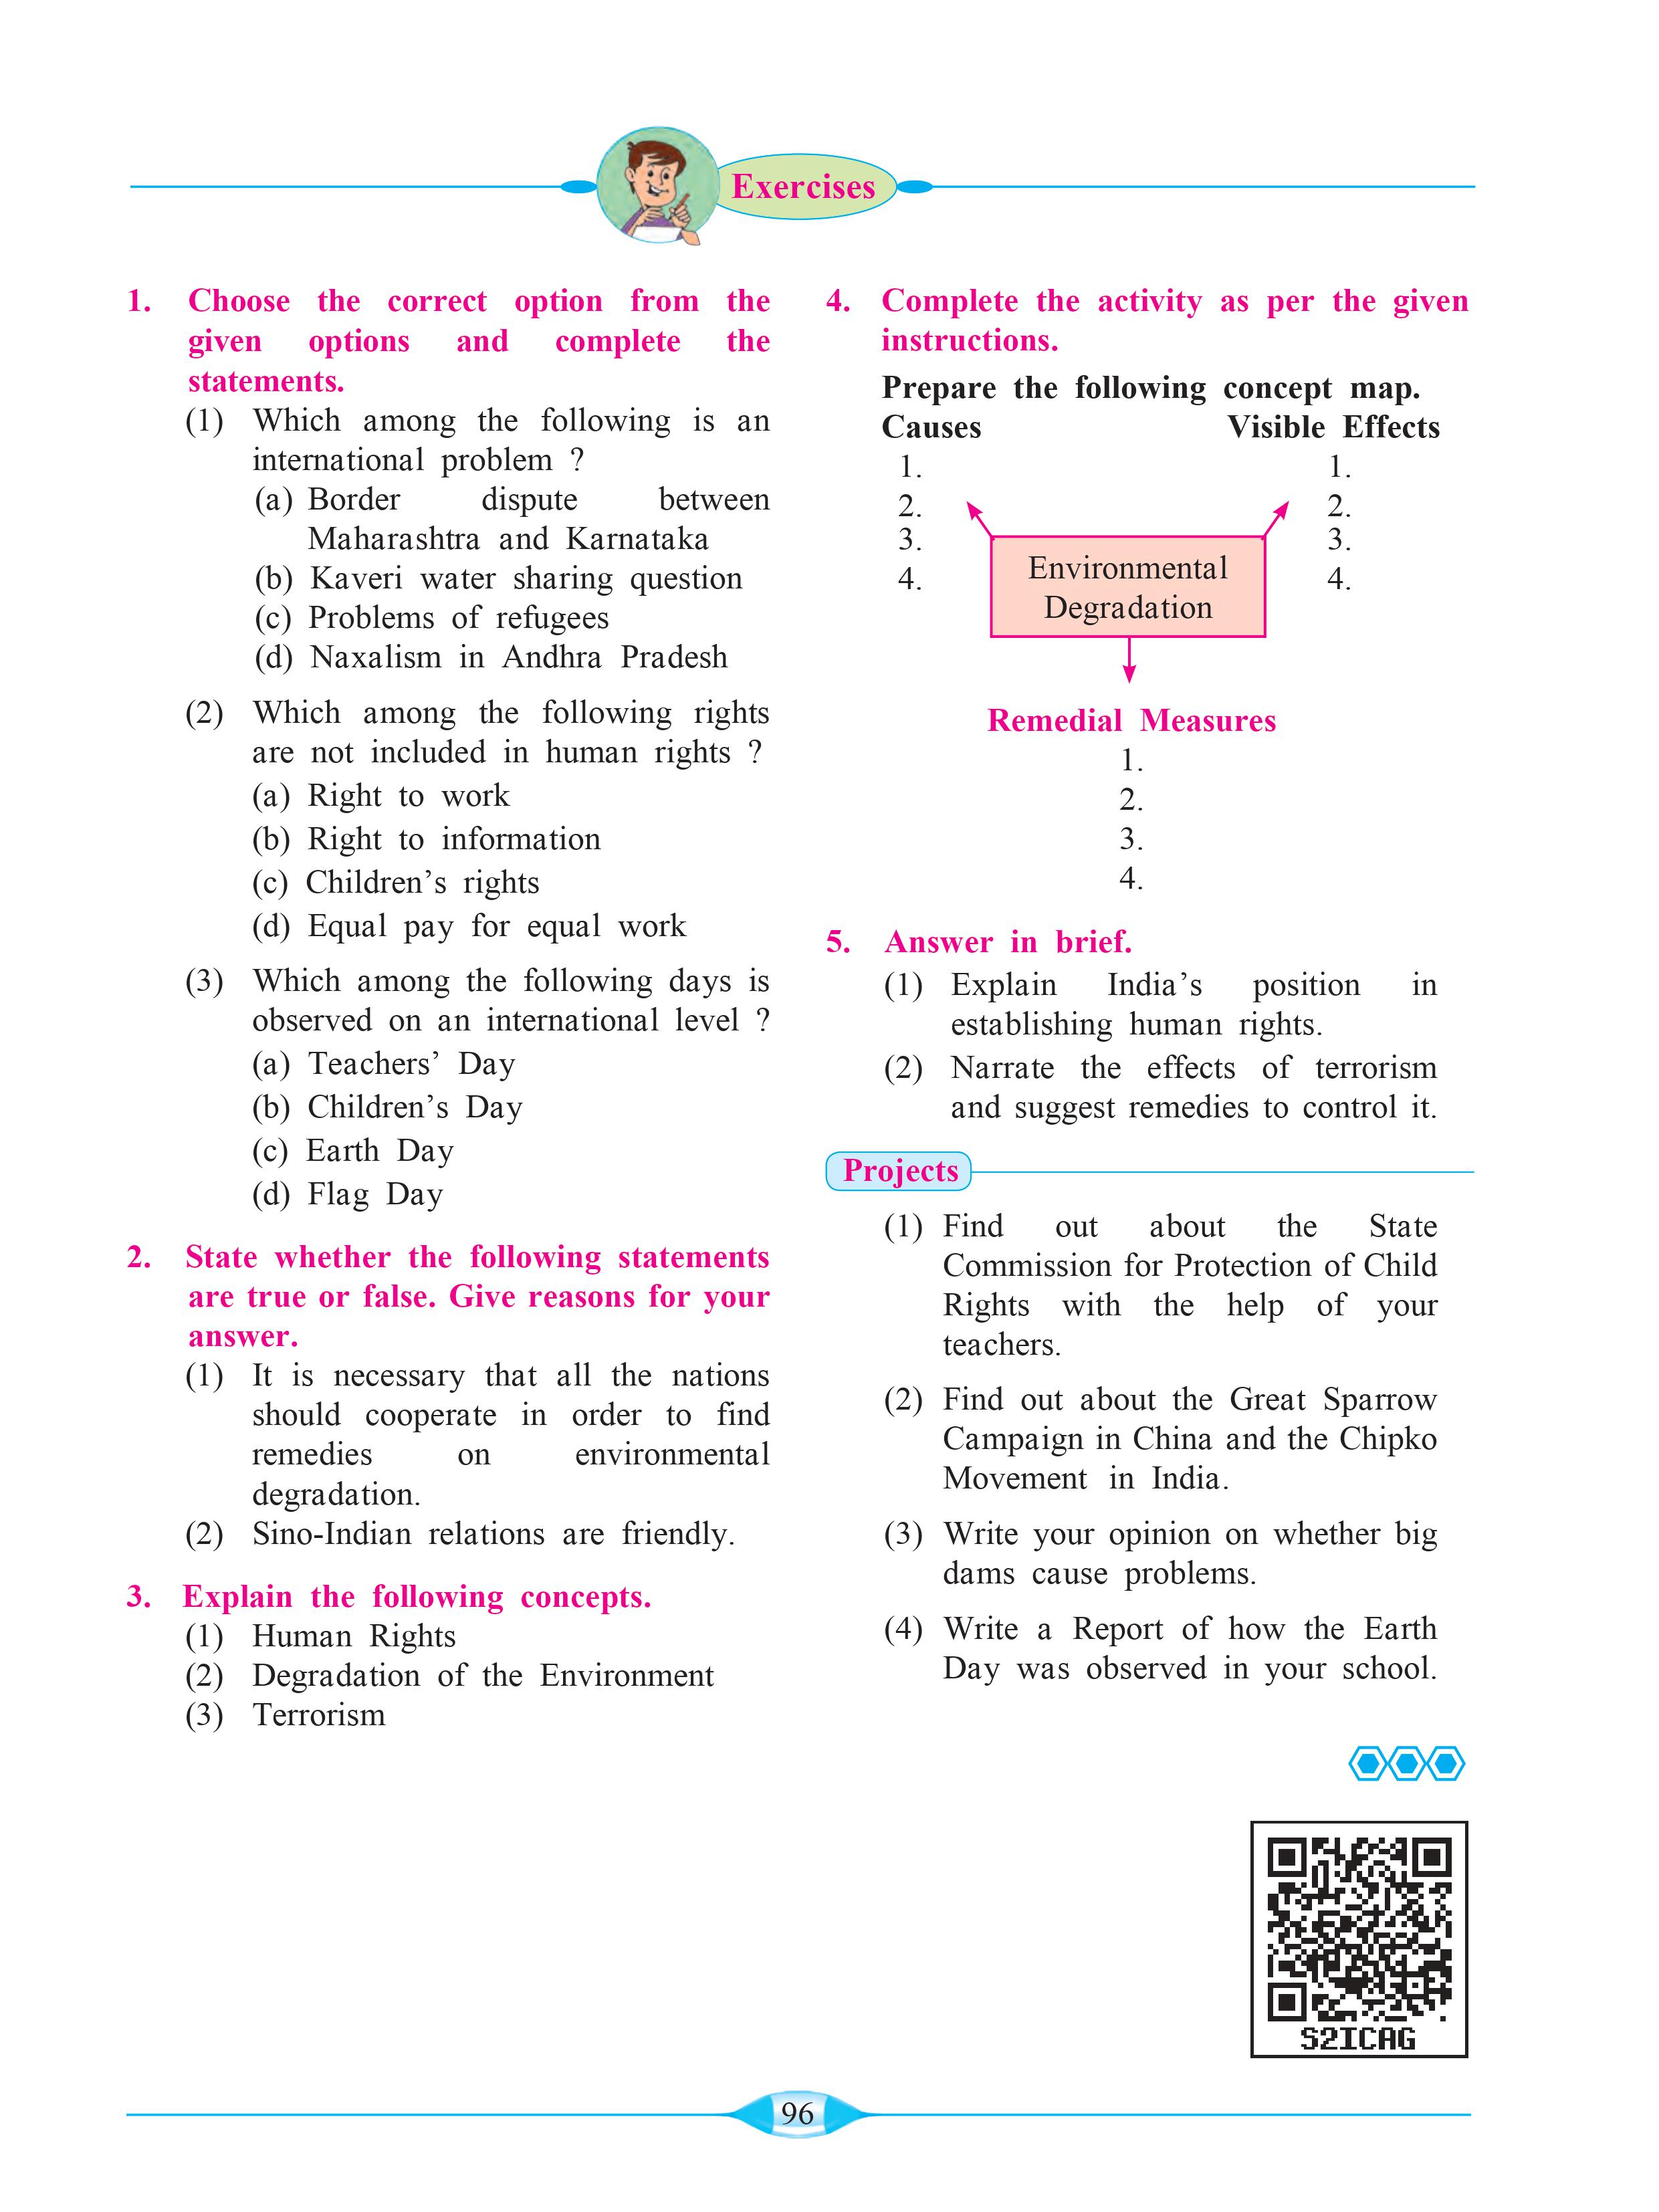 Exercises
1. Choose the correct option from the
given options and complete the
statements.
(1) Which among the following is an
international problem ?
(a) Border dispute between
Maharashtra and Karnataka
(b) Kaveri water sharing question
(c) Problems of refugees
(d) Naxalism in Andhra Pradesh
(2) Which among the following rights
are not included in human rights ?
(a) Right to work
(b) Right to information
(c) Children’s rights
(d) Equal pay for equal work
(3) Which among the following days is
observed on an international level ?
(a) Teachers’ Day
(b) Children’s Day
(c) Earth Day
(d) Flag Day
2. State whether the following statements
are true or false. Give reasons for your
answer.
(1) It is necessary that all the nations
should cooperate in order to find
remedies on environmental
degradation.
(2) Sino-Indian relations are friendly.
3. Explain the following concepts.
(1) Human Rights
(2) Degradation of the Environment
(3) Terrorism
4. Complete the activity as per the given
instructions.
Prepare the following concept map.
Causes Visible Effects
1. 1.
2. 2.
3. 3.
4. 4.
Environmental
Degradation
Remedial Measures
1.
2.
3.
4.
5. Answer in brief.
(1) Explain India’s position in
establishing human rights.
(2) Narrate the effects of terrorism
and suggest remedies to control it.
Projects
(1) Find out about the State
Commission for Protection of Child
Rights with the help of your
teachers.
(2) Find out about the Great Sparrow
Campaign in China and the Chipko
Movement in India.
(3) Write your opinion on whether big
dams cause problems.
(4) Write a Report of how the Earth
Day was observed in your school.
S2ICAG
96